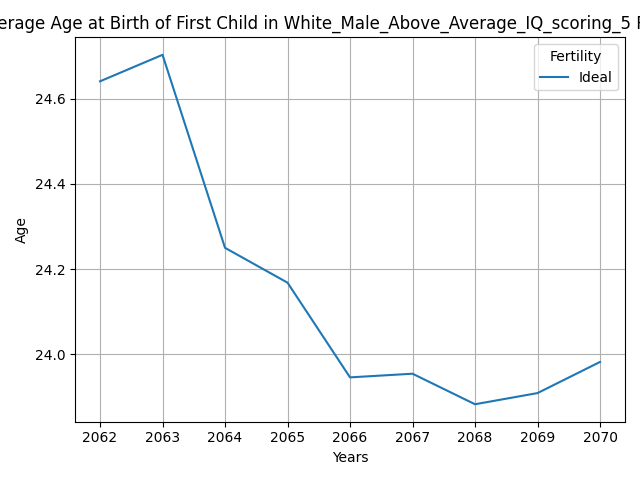 erage Age at Birth of First Child in White_Male_Above_Average_IQ_scoring_5
Fertility
Ideal
24.6
24.4
24.2
24.0
Age
2062 2063 2064 2065 2066 2067 2068 2069 2070
Years